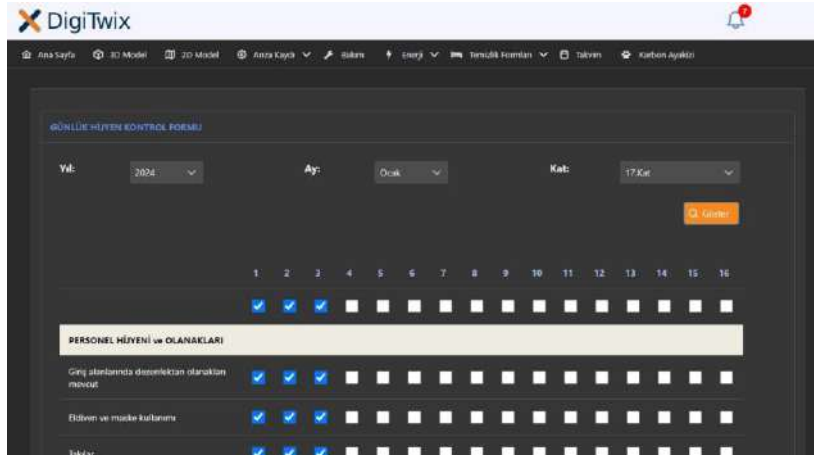 DigiTwix
7
Ana Sayfa 3D Model 2D Model Arıza Kaydı Bakım Enerji Temizlik Formları Takvim Karbon Ayakizi
GÜNLÜK HİJYEN KONTROL FORMU
Yıl: 2024 Ay: Ocak Kat: 17.Kat
Göster
1 2 3 4 5 6 7 8 9 10 11 12 13 14 15 16
PERSONEL HİJYENİ ve OLANAKLARI
Giriş alanlarında dezenfektan olanakları
mevcut
Eldiven ve maske kullanımı
Takılar